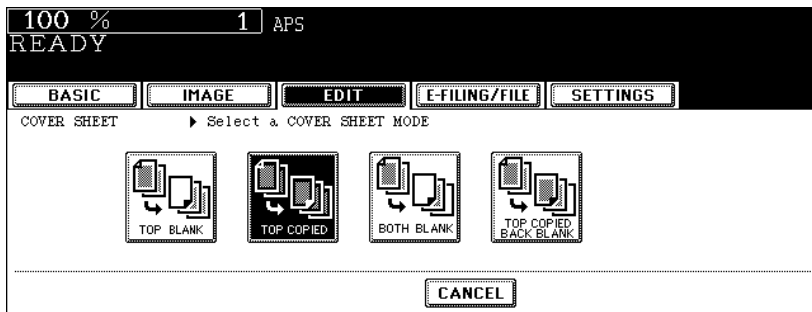 100 % 1 APS
READY
BASIC IMAGE EDIT E-FILING/FILE SETTINGS
COVER SHEET Select a COVER SHEET MODE
TOP BLANK
TOP COPIED
BOTH BLANK
TOP COPIED
BACK BLANK
CANCEL